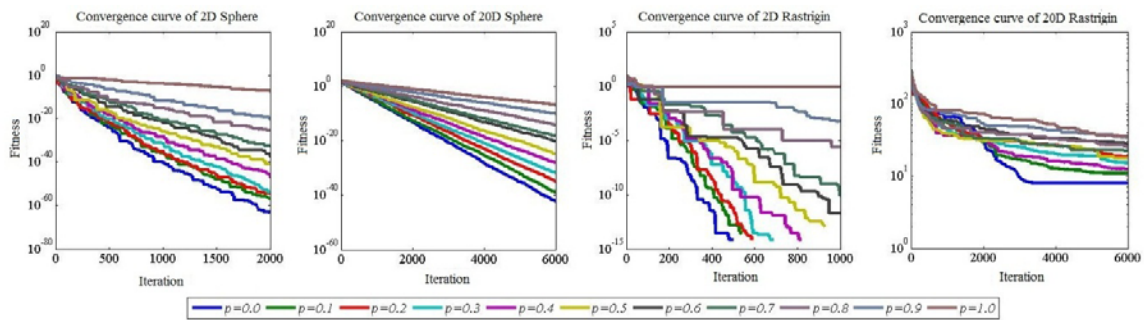 Convergence curve of 2D Sphere
10^20
10^0
10^-20
10^-40
10^-60
10^-80
Fitness
0 500 1000 1500 2000
Iteration
Convergence curve of 20D Sphere
10^20
10^0
10^-20
10^-40
10^-60
Fitness
0 2000 4000 6000
Iteration
Convergence curve of 2D Rastrigin
10^5
10^0
10^-5
10^-10
10^-15
Fitness
0 200 400 600 800 1000
Iteration
Convergence curve of 20D Rastrigin
10^3
10^2
10^1
10^0
Fitness
0 2000 4000 6000
Iteration
p=0.0 p=0.1 p=0.2 p=0.3 p=0.4 p=0.5 p=0.6 p=0.7 p=0.8 p=0.9 p=1.0